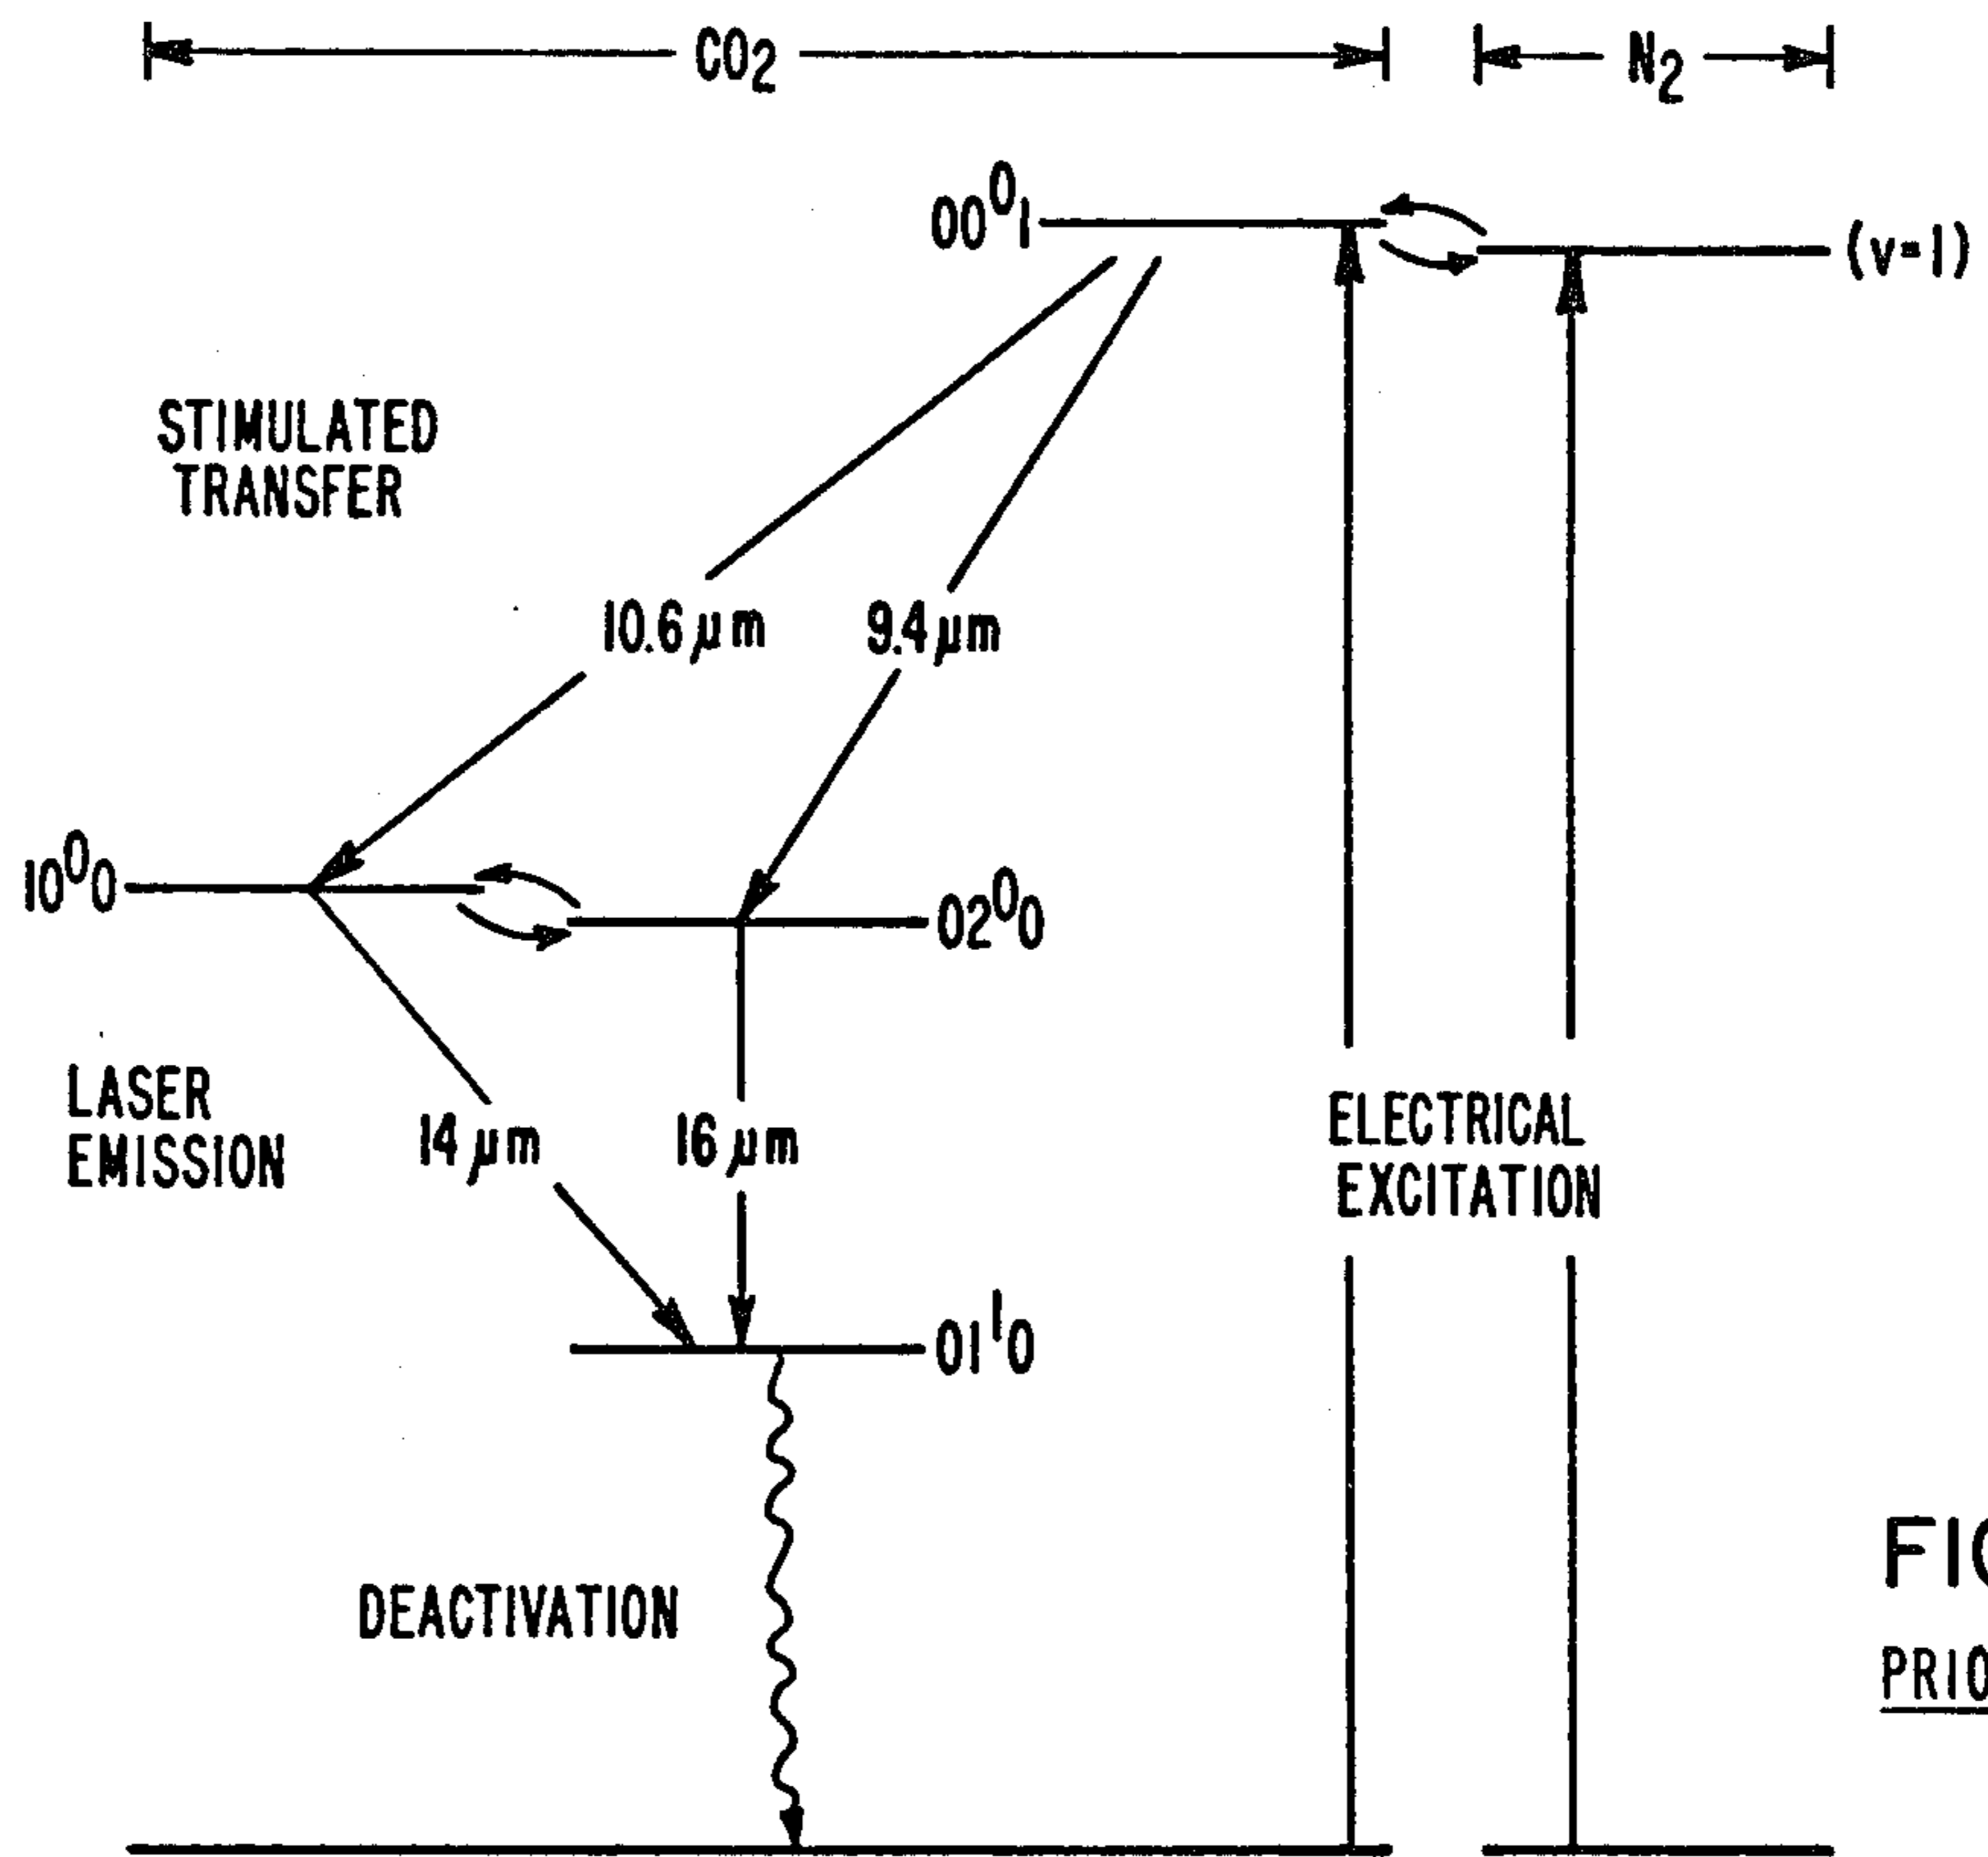 CO₂ N₂
00⁰1 (v=1)
STIMULATED
TRANSFER
10.6 μm 9.4 μm
10⁰0 02⁰0
LASER
EMISSION
14 μm 16 μm
ELECTRICAL
EXCITATION
01¹0
DEACTIVATION